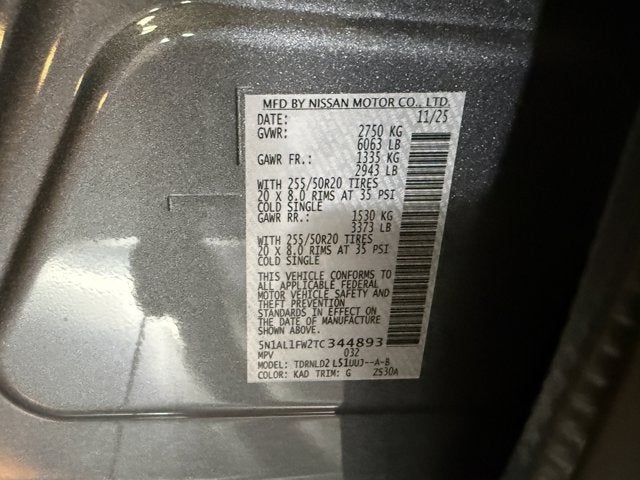 MFD BY NISSAN MOTOR CO., LTD.
DATE: 11/25
GVWR: 2750 KG
6063 LB
GAWR FR.: 1335 KG
2943 LB
WITH 255/50R20 TIRES
20 x 8.0 RIMS AT 35 PSI
COLD SINGLE
GAWR RR.: 1530 KG
3373 LB
WITH 255/50R20 TIRES
20 x 8.0 RIMS AT 35 PSI
COLD SINGLE
THIS VEHICLE CONFORMS TO
ALL APPLICABLE FEDERAL
MOTOR VEHICLE SAFETY AND
THEFT PREVENTION
STANDARDS IN EFFECT ON
THE DATE OF MANUFACTURE
SHOWN ABOVE.
5N1AL1FW2TC344893
MPV 032
MODEL: TDRNLD2 L51UUJ--A-B
COLOR: KAD TRIM: G ZS30A